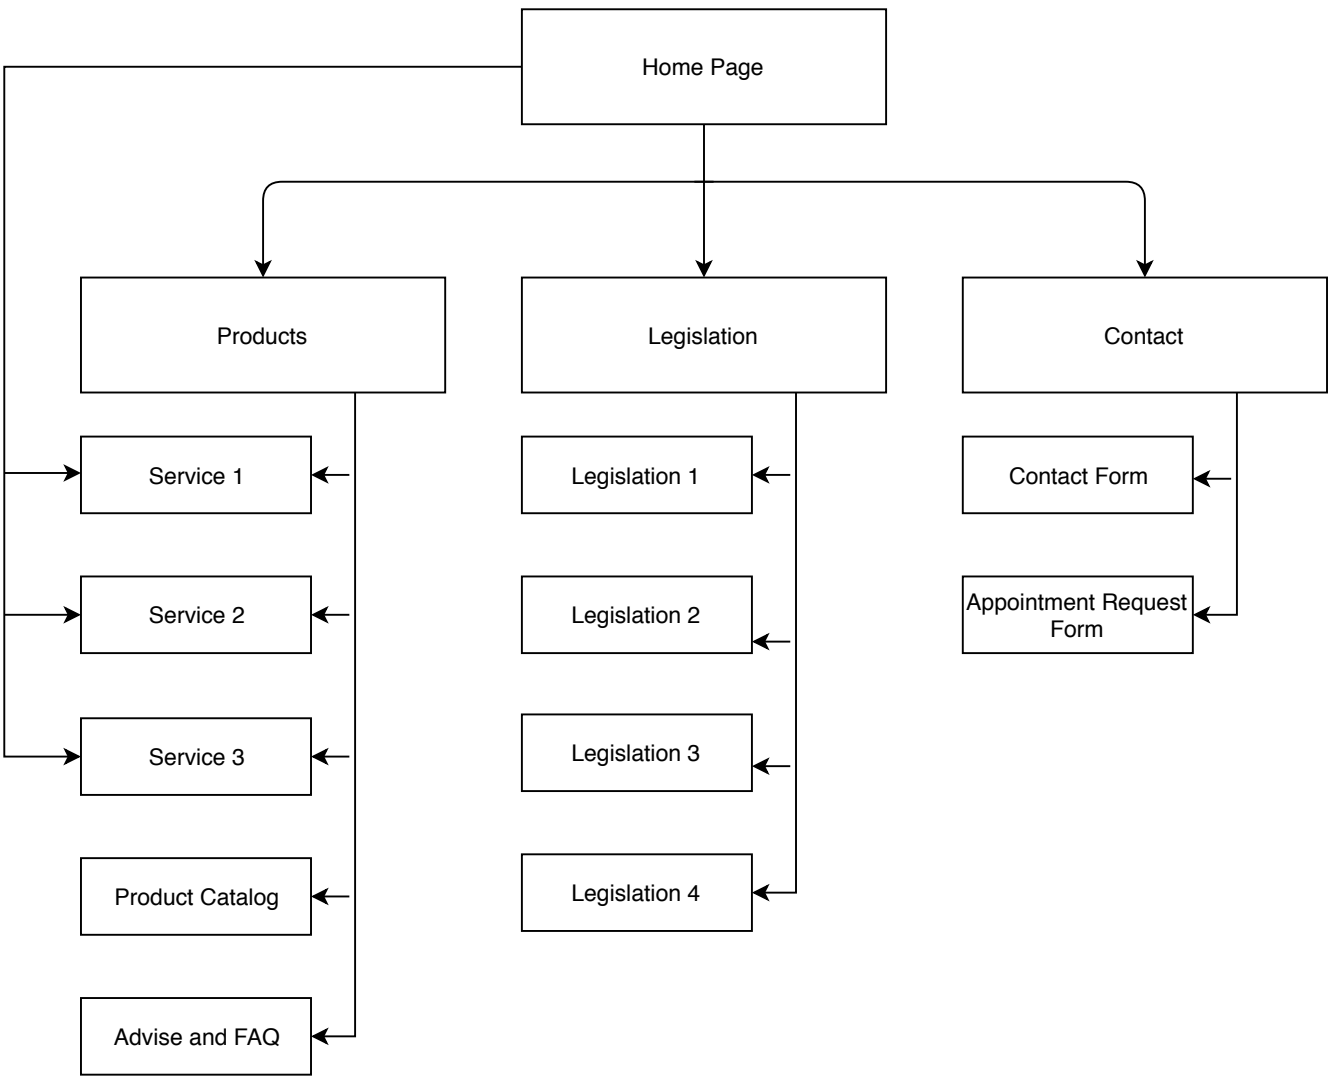 Home Page
Products
Legislation
Contact
Service 1
Legislation 1
Contact Form
Service 2
Legislation 2
Appointment Request
Form
Service 3
Legislation 3
Product Catalog
Legislation 4
Advise and FAQ